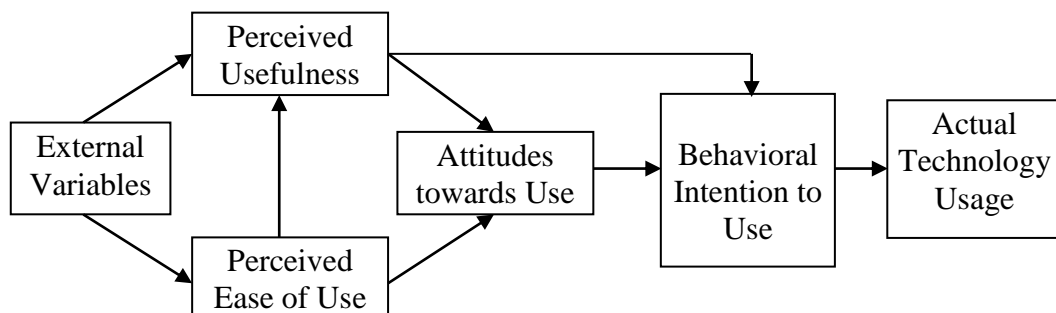 Perceived
Usefulness
External
Variables
Perceived
Ease of Use
Attitudes
towards Use
Behavioral
Intention to
Use
Actual
Technology
Usage